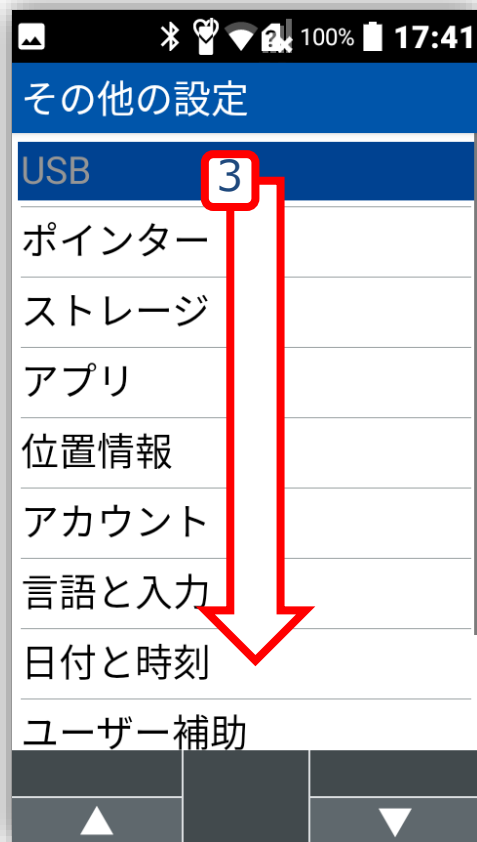 100% 17:41
その他の設定
USB
3
ポインター
ストレージ
アプリ
位置情報
アカウント
言語と入力
日付と時刻
ユーザー補助